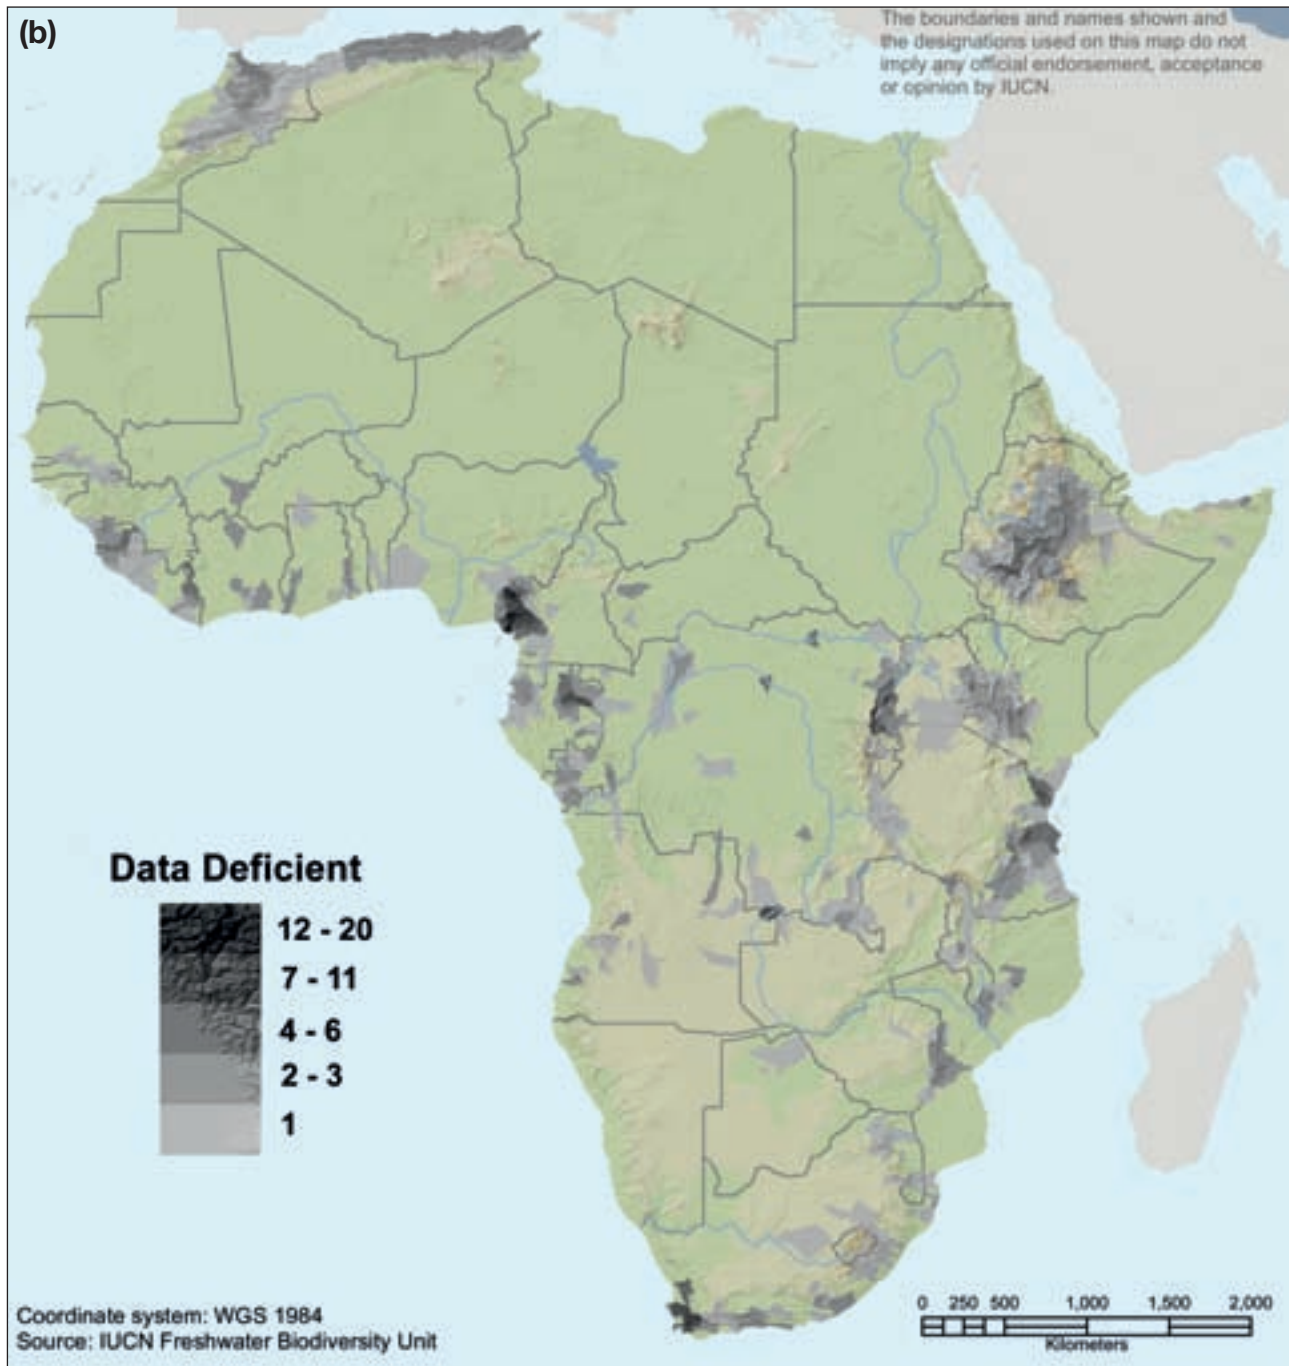 (b)
The boundaries and names shown and
the designations used on this map do not
imply any official endorsement, acceptance
or opinion by IUCN.
Data Deficient
12 - 20
7 - 11
4 - 6
2 - 3
1
Coordinate system: WGS 1984
Source: IUCN Freshwater Biodiversity Unit
0 250 500 1,000 1,500 2,000
Kilometers